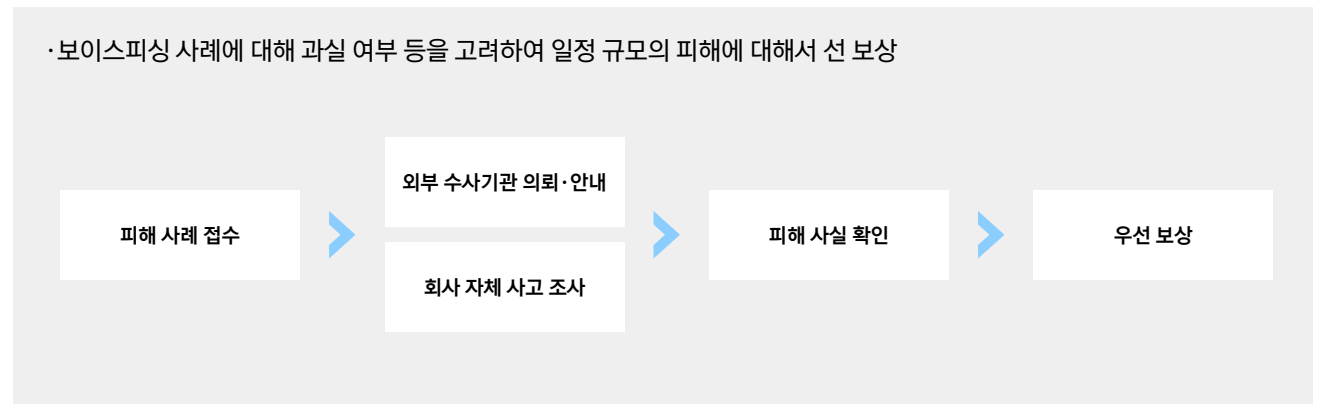 ·보이스피싱 사례에 대해 과실 여부 등을 고려하여 일정 규모의 피해에 대해서 선 보상
피해 사례 접수
외부 수사기관 의뢰·안내
회사 자체 사고 조사
피해 사실 확인
우선 보상